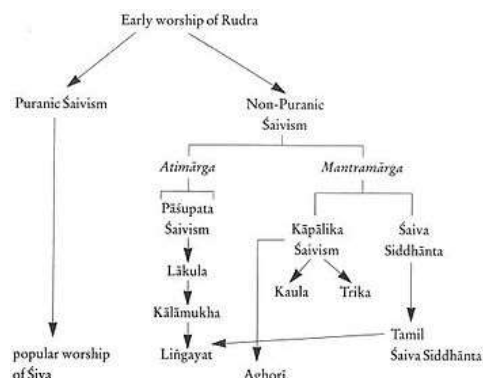 Early worship of Rudra
Puranic Śaivism
Non-Puranic
Śaivism
Atimārga
Mantramārga
Pāśupata
Śaivism
Kāpālika
Śaivism
Śaiva
Siddhānta
Lākula
Kaula
Trika
Kālāmukha
popular worship
of Śiva
Liṅgayat
Tamil
Śaiva Siddhānta
Aghorī